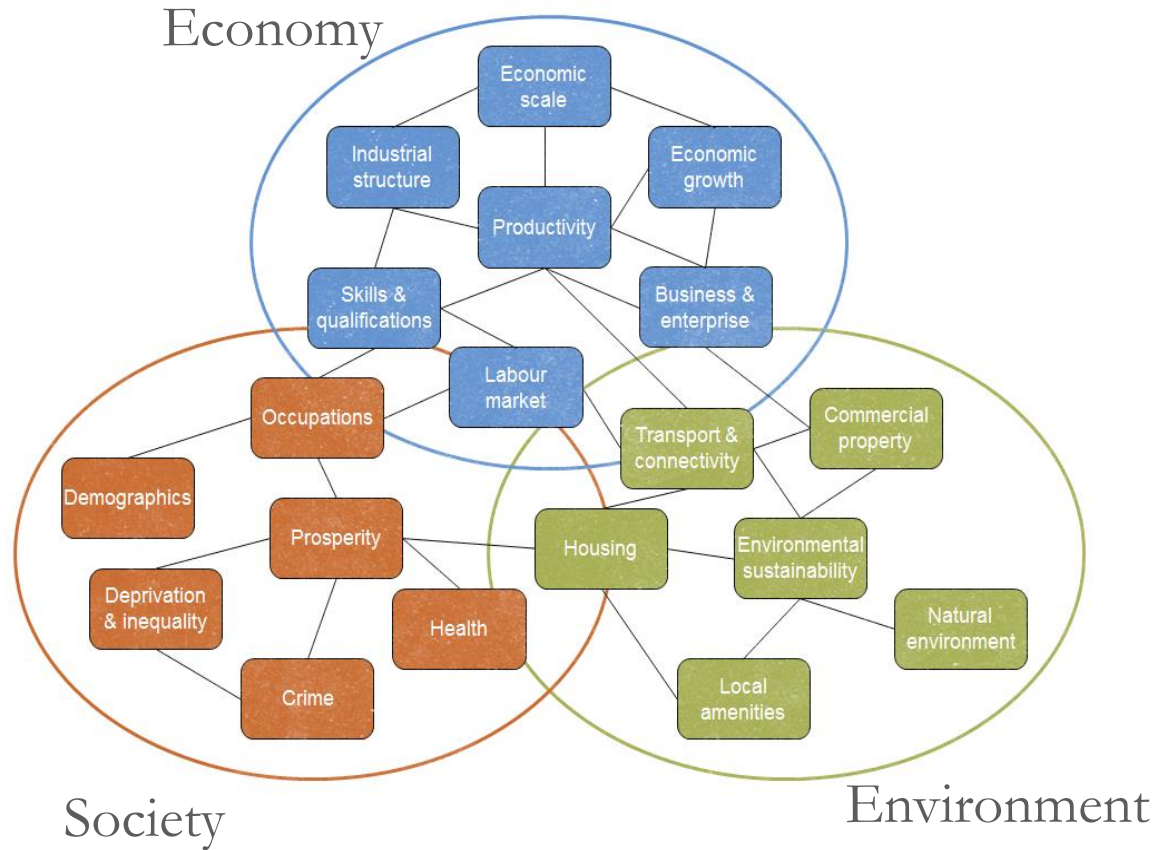 Economy
Economic
scale
Industrial
structure
Economic
growth
Productivity
Skills &
qualifications
Business &
enterprise
Labour
market
Occupations
Transport &
connectivity
Commercial
property
Demographics
Prosperity
Housing
Environmental
sustainability
Deprivation
& inequality
Health
Natural
environment
Crime
Local
amenities
Society
Environment